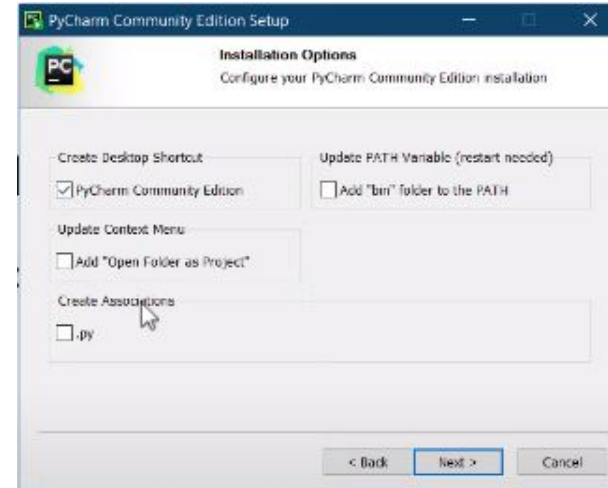 PyCharm Community Edition Setup
PC
Installation Options
Configure your PyCharm Community Edition installation
Create Desktop Shortcut
PyCharm Community Edition
Update PATH Variable (restart needed)
Add "bin" folder to the PATH
Update Context Menu
Add "Open Folder as Project"
Create Associations
.py
< Back
Next >
Cancel